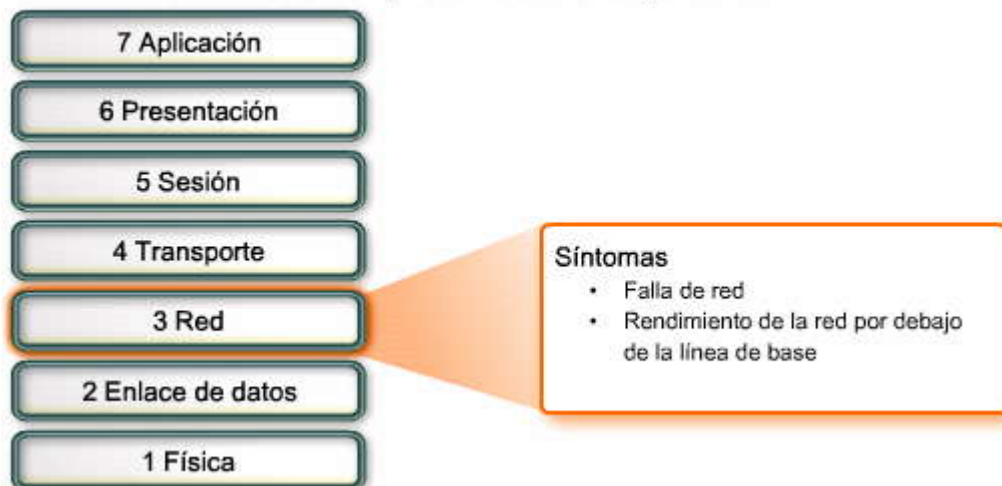 7 Aplicación
6 Presentación
5 Sesión
4 Transporte
3 Red
2 Enlace de datos
1 Física
Síntomas
• Falla de red
• Rendimiento de la red por debajo
de la línea de base